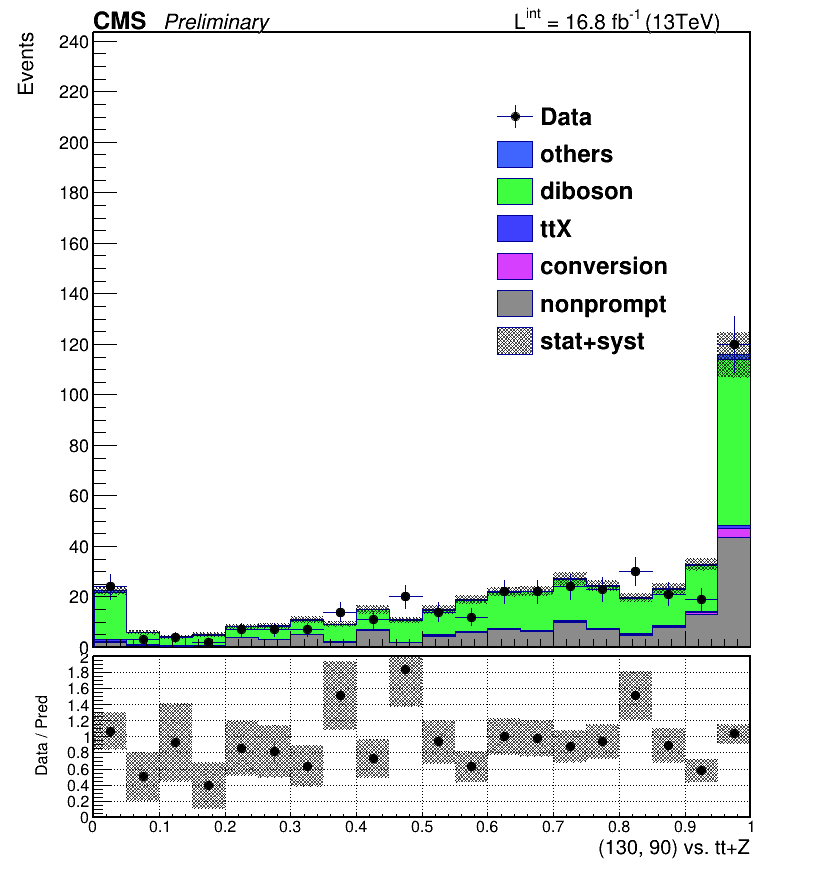 CMS Preliminary L^int = 16.8 fb^-1 (13TeV)
Events
240
220
200
180
160
140
120
100
80
60
40
20
0
Data
others
diboson
ttX
conversion
nonprompt
stat+syst
Data / Pred
2
1.8
1.6
1.4
1.2
1
0.8
0.6
0.4
0.2
0
0 0.1 0.2 0.3 0.4 0.5 0.6 0.7 0.8 0.9 1
(130, 90) vs. tt+Z